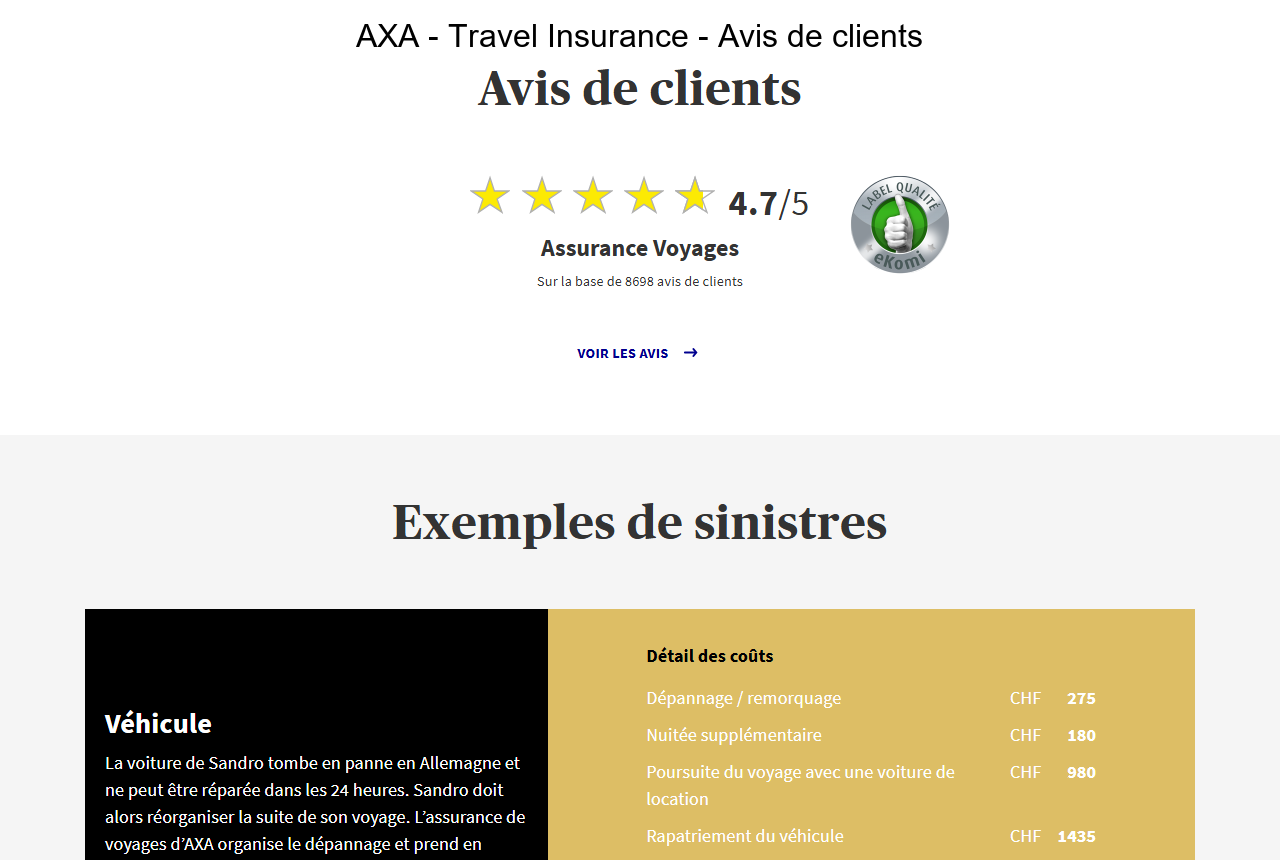 AXA - Travel Insurance - Avis de clients
Avis de clients
4.7/5
LABEL QUALITÉ
eKomi
Assurance Voyages
Sur la base de 8698 avis de clients
VOIR LES AVIS →
Exemples de sinistres
Véhicule
La voiture de Sandro tombe en panne en Allemagne et
ne peut être réparée dans les 24 heures. Sandro doit
alors réorganiser la suite de son voyage. L’assurance de
voyages d’AXA organise le dépannage et prend en
Détail des coûts
Dépannage / remorquage CHF 275
Nuitée supplémentaire CHF 180
Poursuite du voyage avec une voiture de CHF 980
location
Rapatriement du véhicule CHF 1435